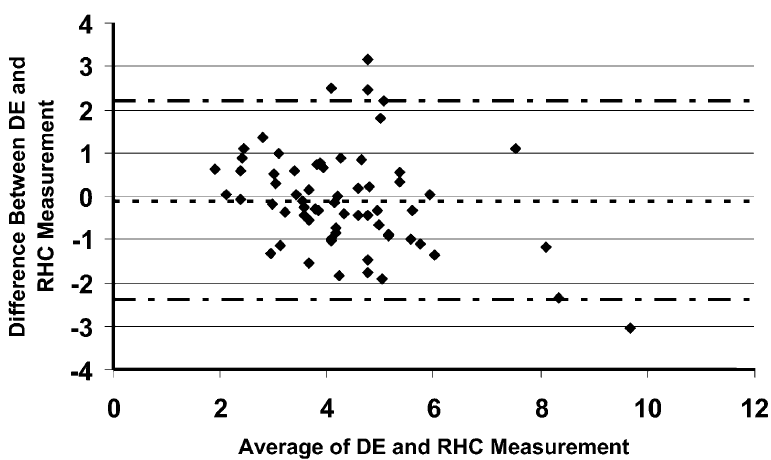 Difference Between DE and
RHC Measurement
4
3
2
1
0
-1
-2
-3
-4
0 2 4 6 8 10 12
Average of DE and RHC Measurement